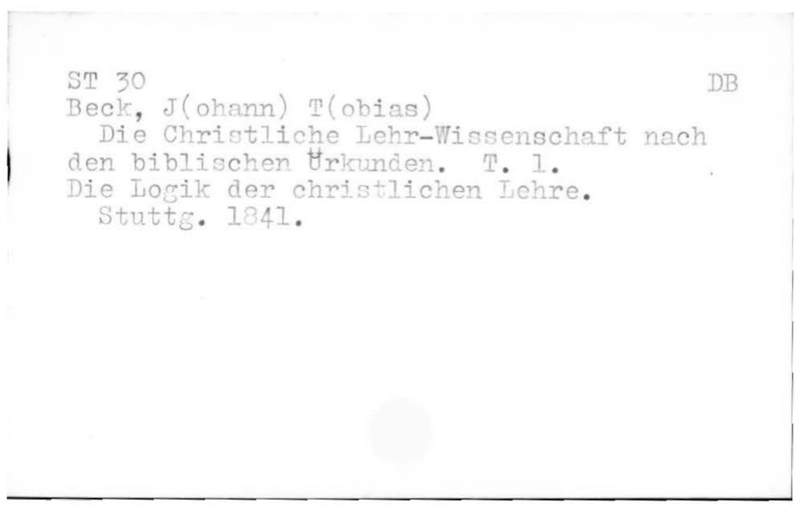 ST 30 DB
Beck, J(ohann) T(obias)
Die Christliche Lehr-Wissenschaft nach
den biblischen Urkunden. T. 1.
Die Logik der christlichen Lehre.
Stuttg. 1841.